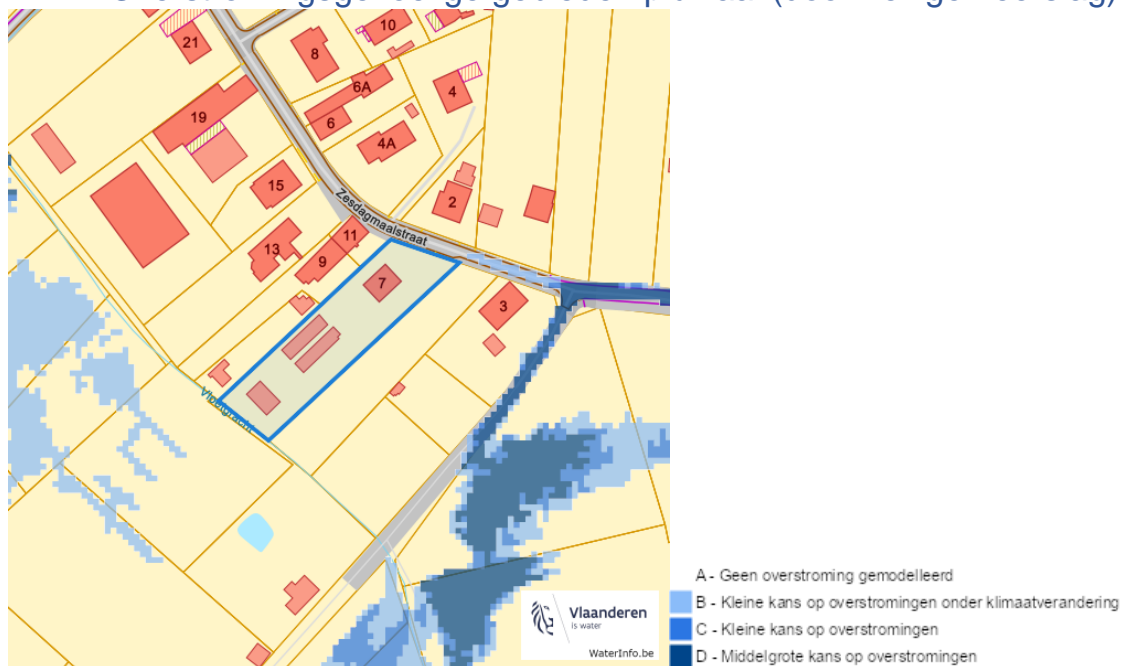 (door
21
10
8
6A
4
19
6
4A
15
2
Zesdagmaalstraat
11
13
9
7
3
A - Geen overstroming gemodelleerd
B - Kleine kans op overstromingen onder klimaatverandering
C - Kleine kans op overstromingen
D - Middelgrote kans op overstromingen
Vlaanderen
is water
WaterInfo.be